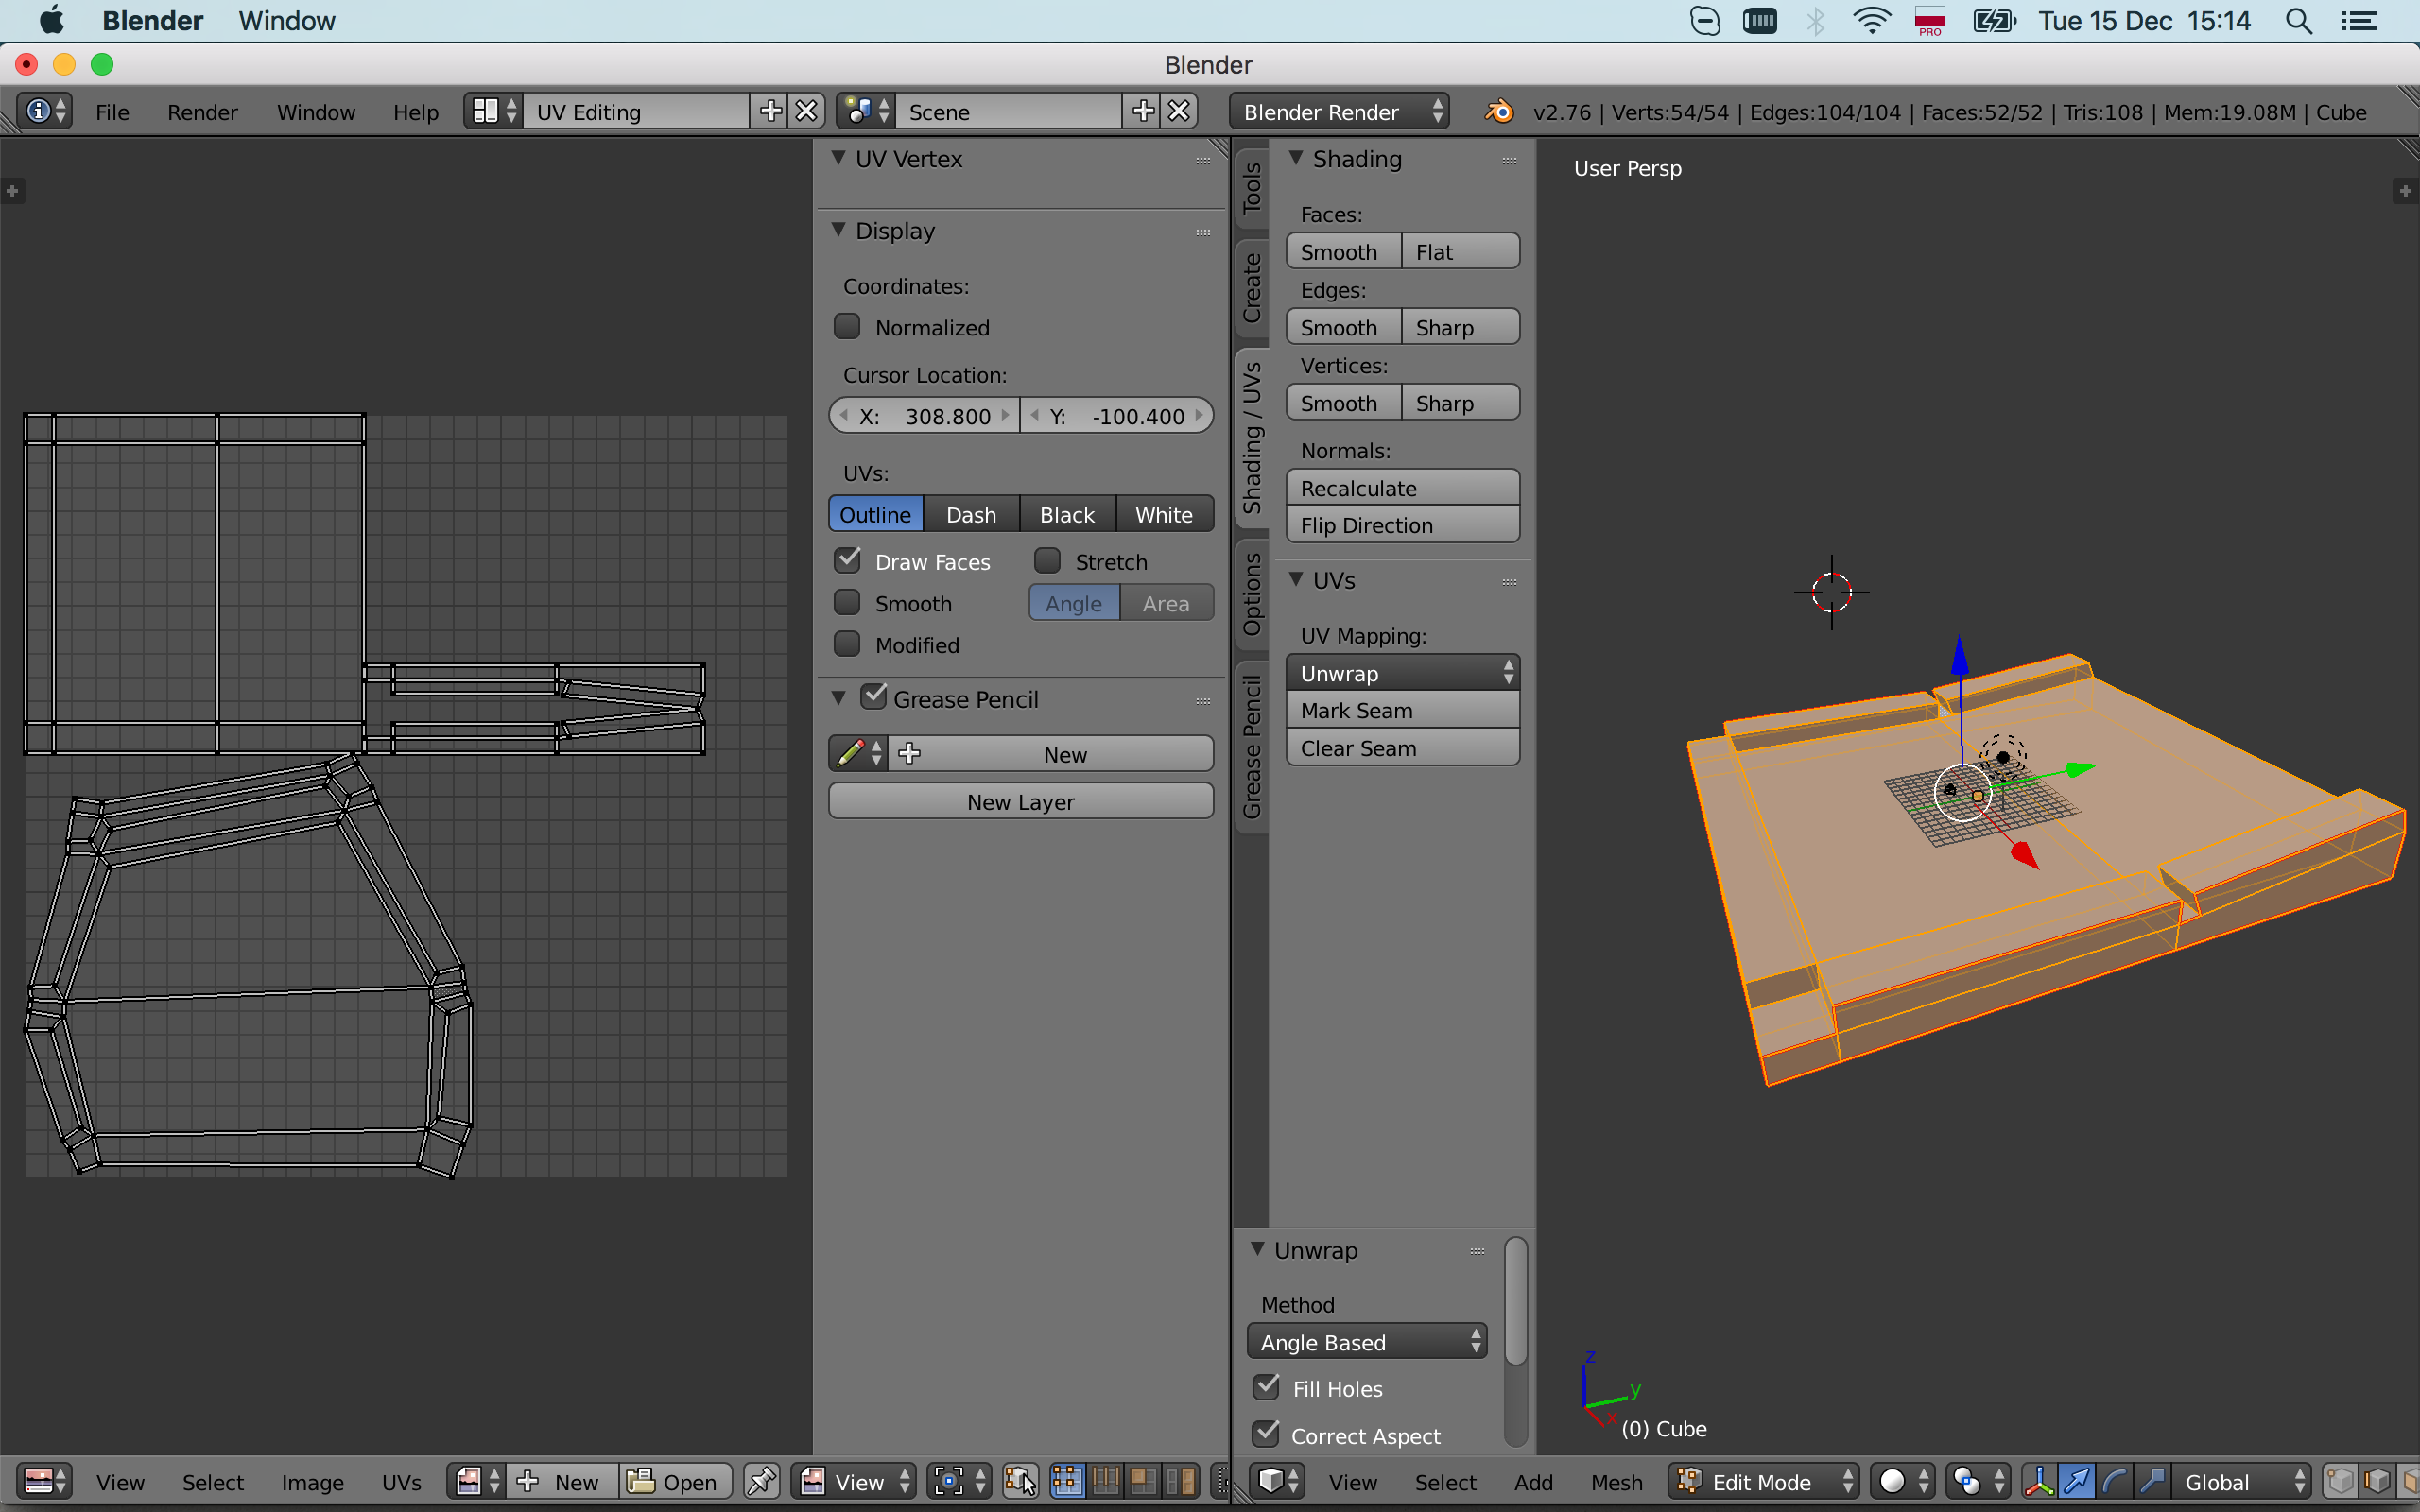 Blender Window PRO Tue 15 Dec 15:14
Blender
File Render Window Help UV Editing Scene Blender Render v2.76 | Verts:54/54 | Edges:104/104 | Faces:52/52 | Tris:108 | Mem:19.08M | Cube
UV Vertex
Display
Coordinates:
Normalized
Cursor Location:
X: 308.800 Y: -100.400
UVs:
Outline Dash Black White
Draw Faces Stretch
Smooth Angle Area
Modified
Grease Pencil
New
New Layer
Tools
Create
Shading / UVs
Options
Grease Pencil
Shading
Faces:
Smooth Flat
Edges:
Smooth Sharp
Vertices:
Smooth Sharp
Normals:
Recalculate
Flip Direction
UVs
UV Mapping:
Unwrap
Mark Seam
Clear Seam
Unwrap
Method
Angle Based
Fill Holes
Correct Aspect
User Persp
z
y
x
(0) Cube
View Select Image UVs New Open View
View Select Add Mesh Edit Mode Global